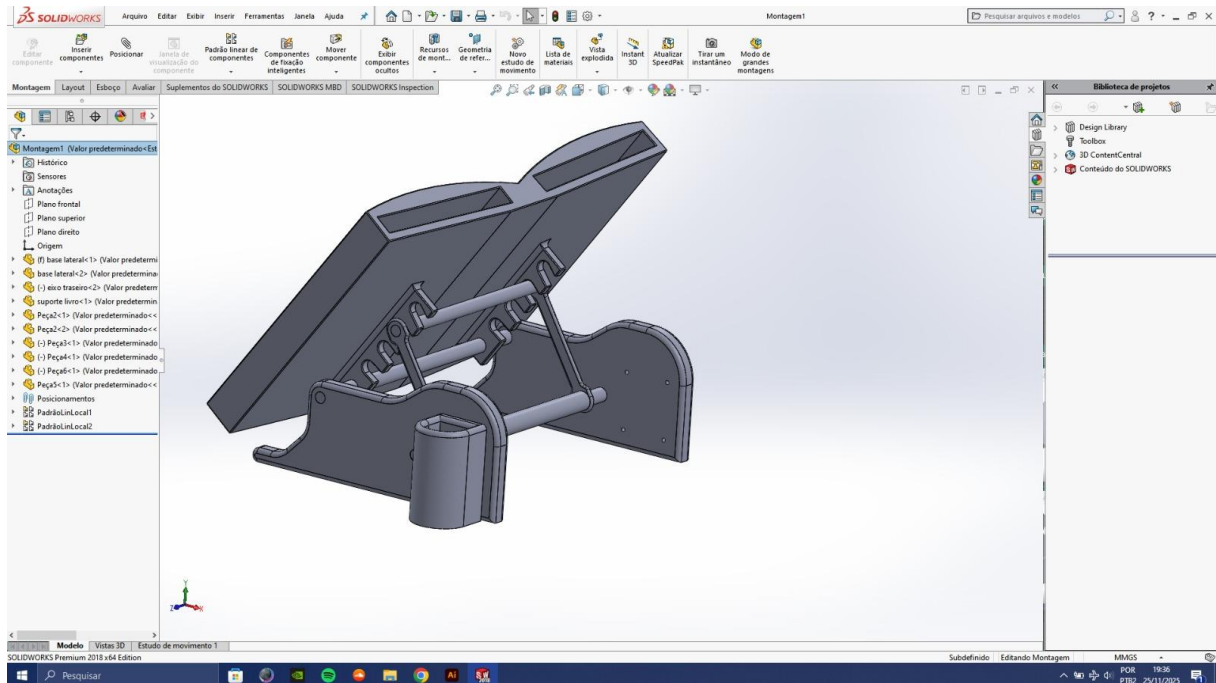 SOLIDWORKS
Arquivo Editar Exibir Inserir Ferramentas Janela Ajuda
Montagem1
Pesquisar arquivos e modelos
Editar componente
Inserir componentes
Posicionar
Janela de visualização do componente
Padrão linear de componentes
Componentes de fixação inteligentes
Mover componente
Exibir componentes ocultos
Recursos de mont...
Geometria de refer...
Novo estudo de movimento
Lista de materiais
Vista explodida
Instant 3D
Atualizar SpeedPak
Tirar um instantâneo
Modo de grandes montagens
Montagem Layout Esboço Avaliar Suplementos do SOLIDWORKS SOLIDWORKS MBD SOLIDWORKS Inspection
Biblioteca de projetos
Design Library
Toolbox
3D ContentCentral
Conteúdo do SOLIDWORKS
Montagem1 (Valor predeterminado<Est
Histórico
Sensores
Anotações
Plano frontal
Plano superior
Plano direito
Origem
(f) base lateral<1> (Valor predetermi
base lateral<2> (Valor predetermina
(-) eixo traseiro<2> (Valor predeterm
suporte livro<1> (Valor predetermin
Peça2<1> (Valor predeterminado<<
Peça2<2> (Valor predeterminado<<
(-) Peça3<1> (Valor predeterminado
(-) Peça4<1> (Valor predeterminado
(-) Peça6<1> (Valor predeterminado
Peça5<1> (Valor predeterminado<<
Posicionamentos
PadrãoLinLocal1
PadrãoLinLocal2
Y
Z
X
Modelo Vistas 3D Estudo de movimento 1
SOLIDWORKS Premium 2018 x64 Edition
Subdefinido Editando Montagem MMGS
Pesquisar
Ai
SW
2018
POR
PTB2
19:36
25/11/2025